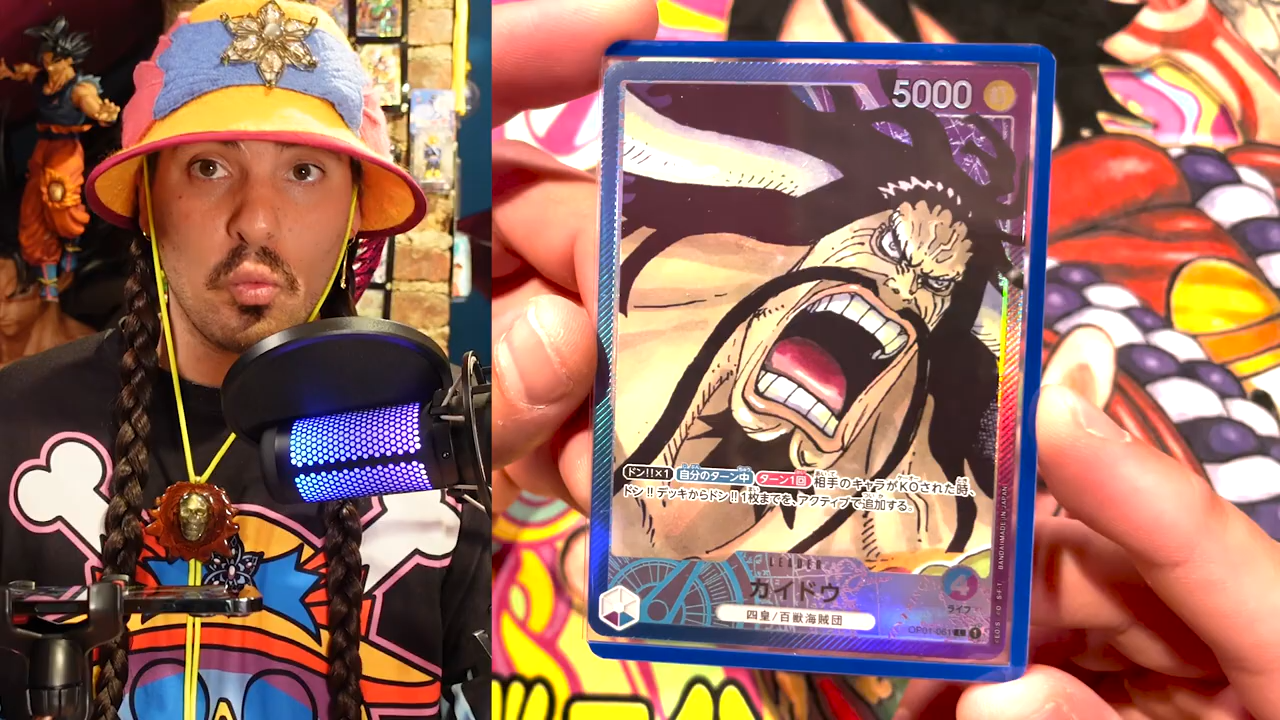 5000
ドン!!×1 自分のターン中 ターン1回 相手のキャラがKOされた時、
ドン!!デッキからドン!!1枚までを、アクティブで追加する。
LEADER
カイドウ
四皇/百獣海賊団
4
ライフ
OP01-061